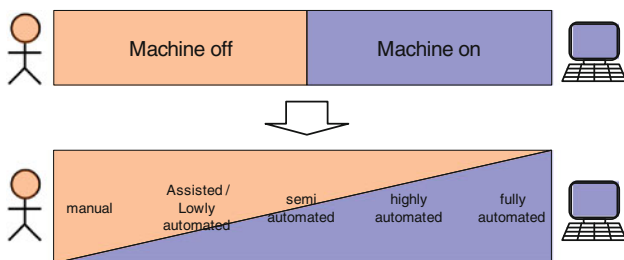 Machine off
Machine on
manual
Assisted /
Lowly
automated
semi
automated
highly
automated
fully
automated